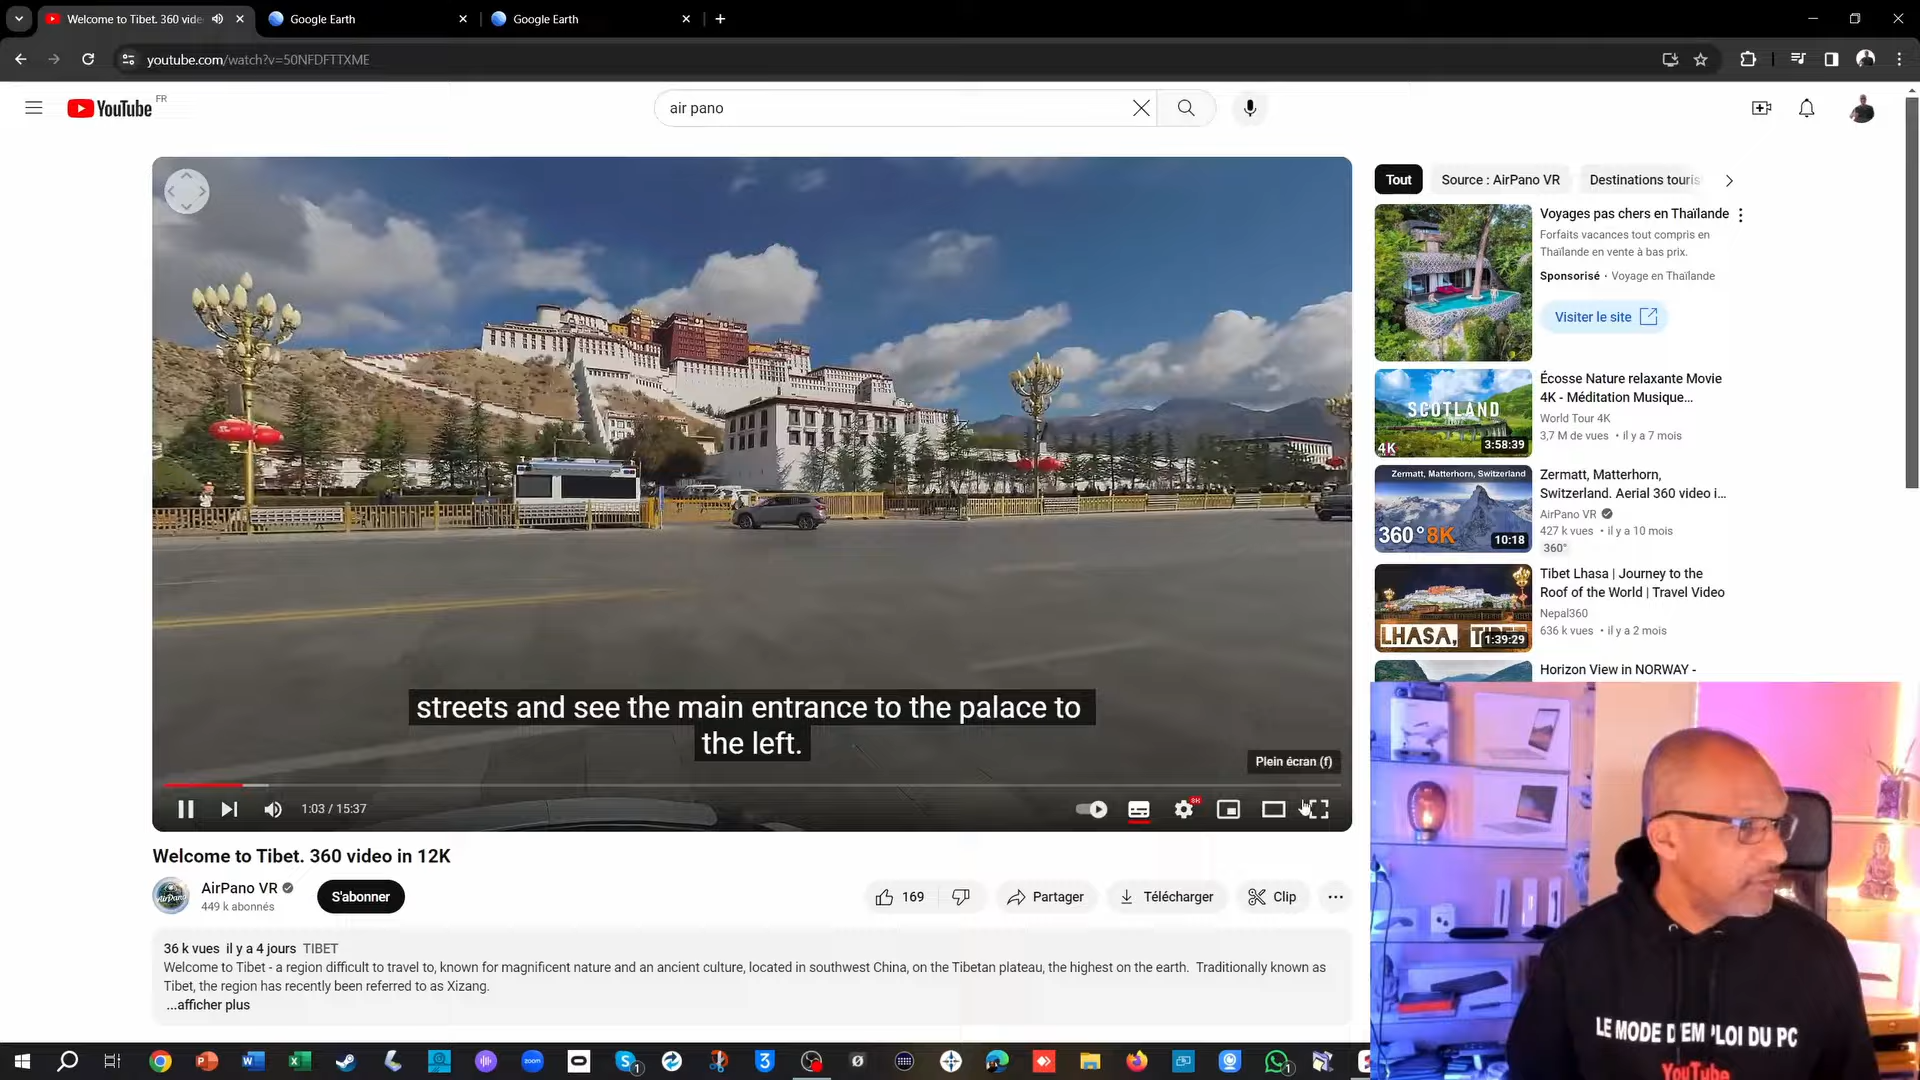 Welcome to Tibet. 360 vide
Google Earth
Google Earth
youtube.com/watch?v=50NFDFTTXME
YouTube FR
air pano
Tout
Source : AirPano VR
Destinations touris
Voyages pas chers en Thaïlande
Forfaits vacances tout compris en
Thaïlande en vente à bas prix.
Sponsorisé · Voyage en Thaïlande
Visiter le site
SCOTLAND
4K
3:58:39
Écosse Nature relaxante Movie
4K - Méditation Musique...
World Tour 4K
3,7 M de vues • il y a 7 mois
Zermatt, Matterhorn, Switzerland
360° 8K
10:18
Zermatt, Matterhorn,
Switzerland. Aerial 360 video i...
AirPano VR
427 k vues • il y a 10 mois
360°
LHASA,
1:39:29
Tibet Lhasa | Journey to the
Roof of the World | Travel Video
Nepal360
636 k vues • il y a 2 mois
Horizon View in NORWAY -
streets and see the main entrance to the palace to
the left.
Plein écran (f)
1:03 / 15:37
8K
Welcome to Tibet. 360 video in 12K
AirPano VR
449 k abonnés
S'abonner
169
Partager
Télécharger
Clip
36 k vues il y a 4 jours TIBET
Welcome to Tibet - a region difficult to travel to, known for magnificent nature and an ancient culture, located in southwest China, on the Tibetan plateau, the highest on the earth. Traditionally known as
Tibet, the region has recently been referred to as Xizang.
...afficher plus
LE MODE D'EMPLOI DU PC
YouTube
zoom